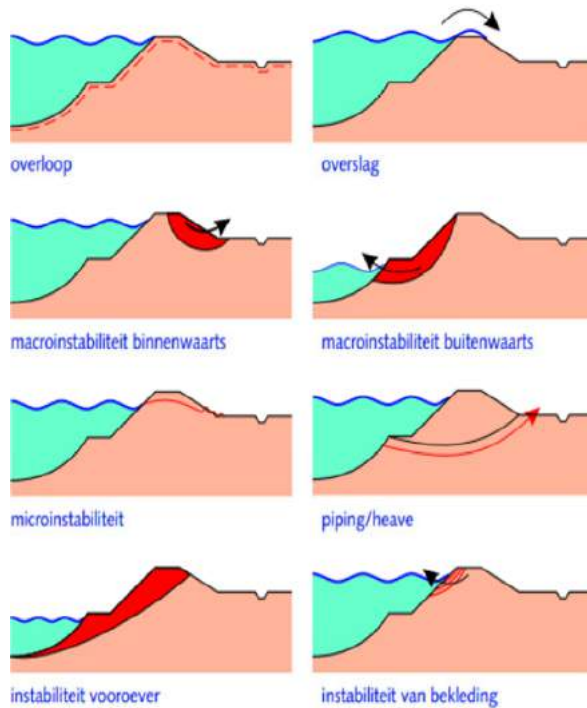 overloop
overslag
macroinstabiliteit binnenwaarts
macroinstabiliteit buitenwaarts
microinstabiliteit
piping/heave
instabiliteit vooroever
instabiliteit van bekleding